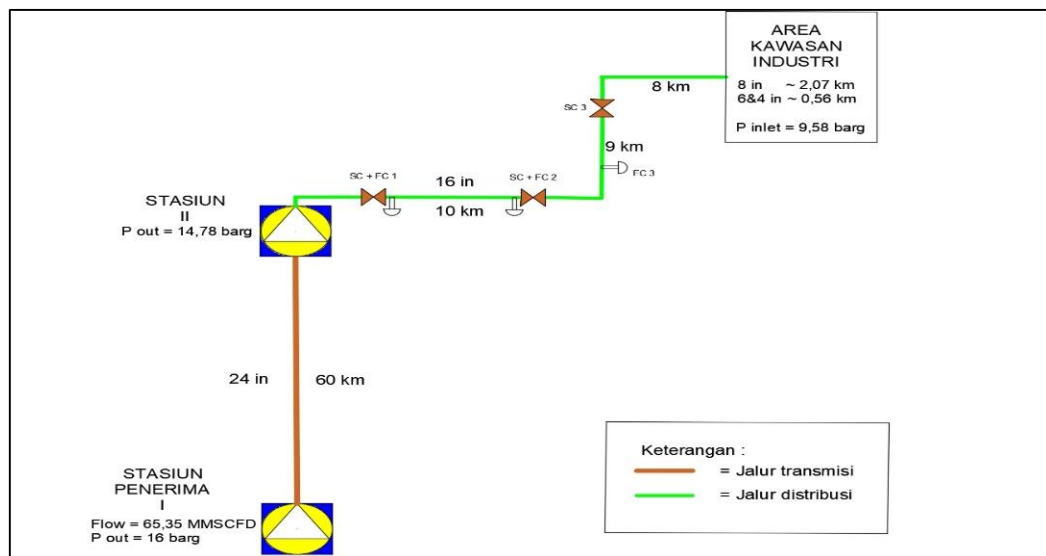 AREA
KAWASAN
INDUSTRI
8 in ~ 2,07 km
6&4 in ~ 0,56 km
P inlet = 9,58 barg
8 km
SC 3
9 km
FC 3
SC + FC 1
16 in
SC + FC 2
10 km
STASIUN
II
P out = 14,78 barg
24 in
60 km
STASIUN
PENERIMA
I
Flow = 65,35 MMSCFD
P out = 16 barg
Keterangan :
= Jalur transmisi
= Jalur distribusi